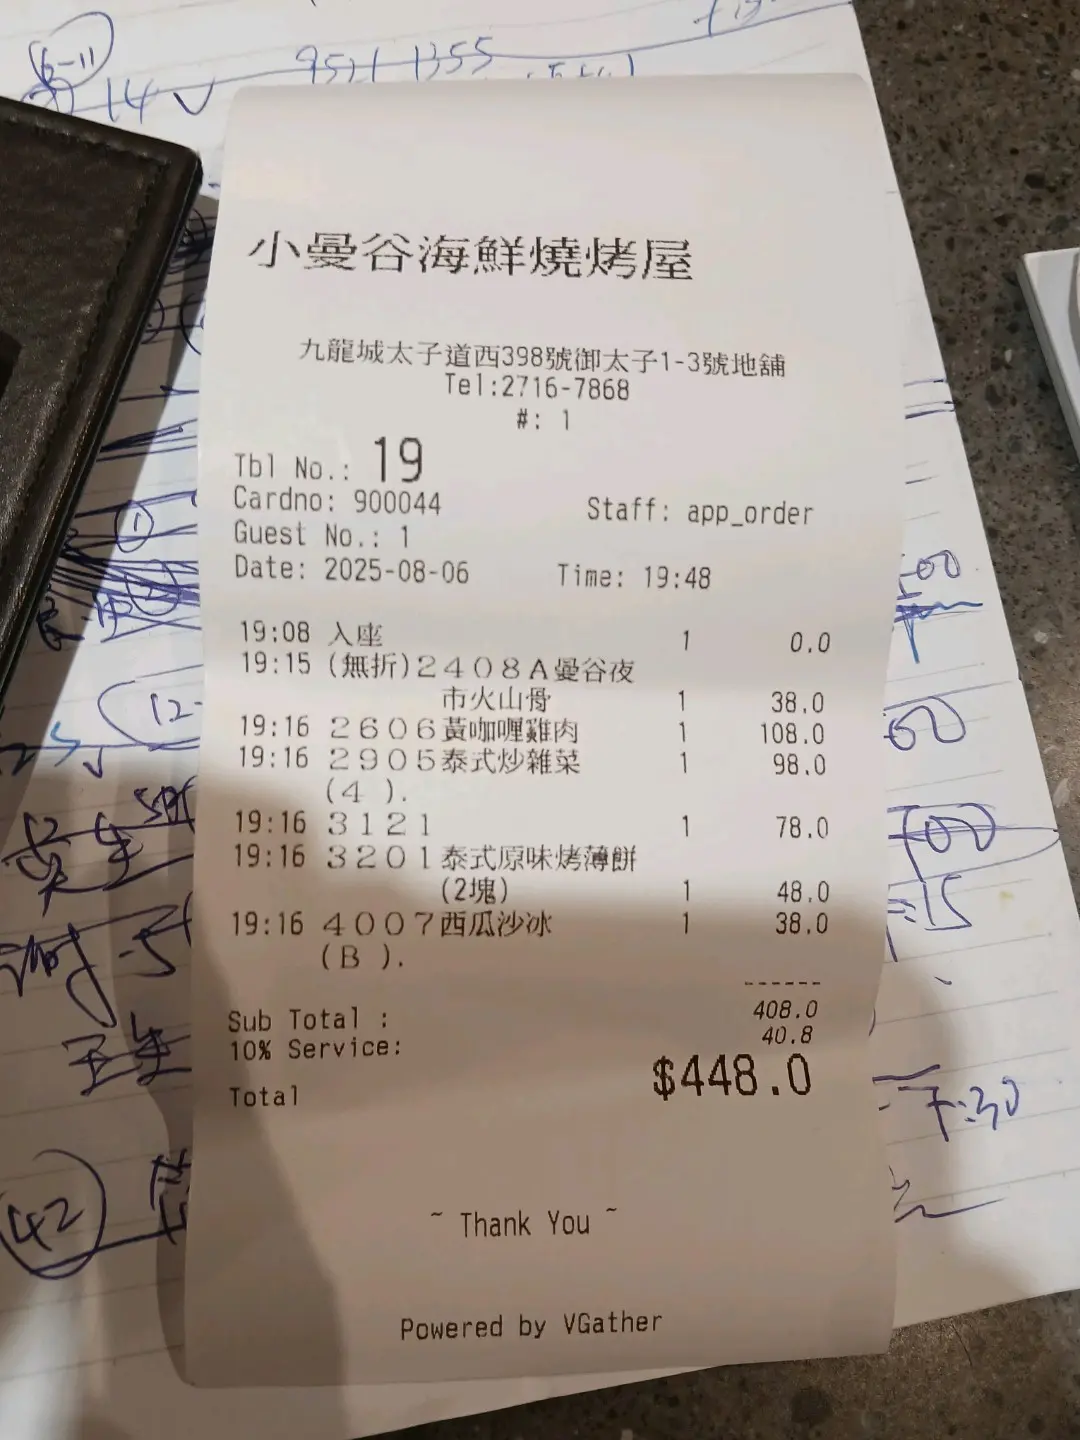 9521 1355
14
小曼谷海鮮燒烤屋
九龍城太子道西398號御太子1-3號地舖
Tel:2716-7868
#: 1
Tbl No.: 19
Cardno: 900044 Staff: app_order
Guest No.: 1
Date: 2025-08-06 Time: 19:48
19:08 入座 1 0.0
19:15 (無折)2408A曼谷夜
市火山骨 1 38.0
19:16 2606黃咖喱雞肉 1 108.0
19:16 2905泰式炒雜菜 1 98.0
(4 ).
19:16 3121 1 78.0
19:16 3201泰式原味烤薄餅
(2塊) 1 48.0
19:16 4007西瓜沙冰 1 38.0
(B ).
------
Sub Total : 408.0
10% Service: 40.8
Total $448.0
~ Thank You ~
Powered by VGather
12-
7:30
42